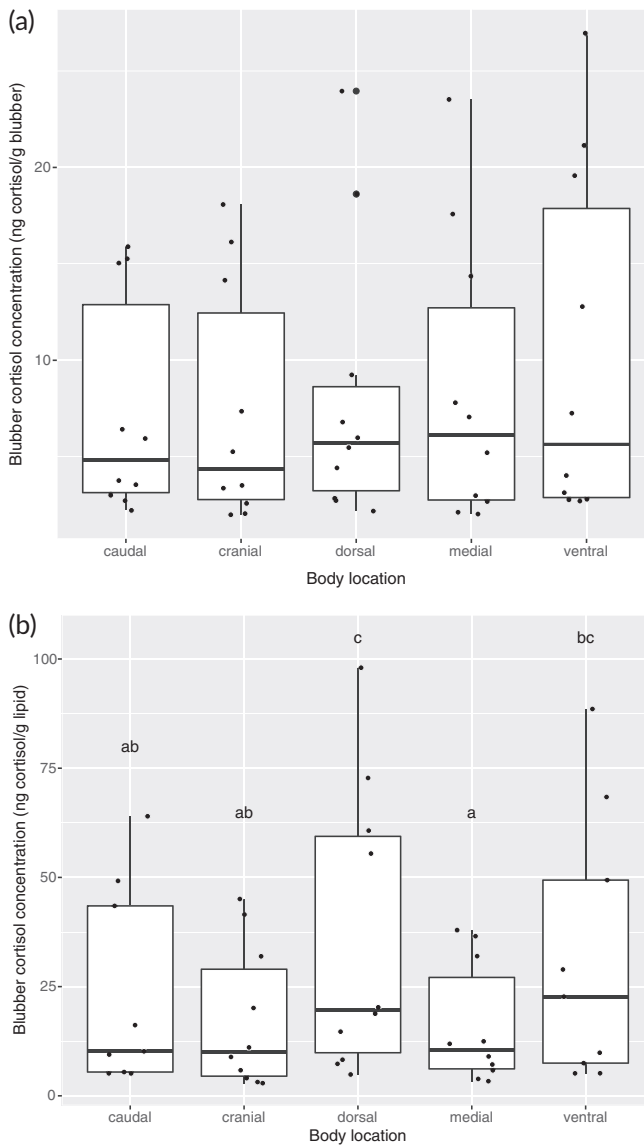 (a)
Blubber cortisol concentration (ng cortisol/g blubber)
20
10
caudal cranial dorsal medial ventral
Body location
(b)
Blubber cortisol concentration (ng cortisol/g lipid)
c bc
100
ab
75
ab a
50
25
0
caudal cranial dorsal medial ventral
Body location